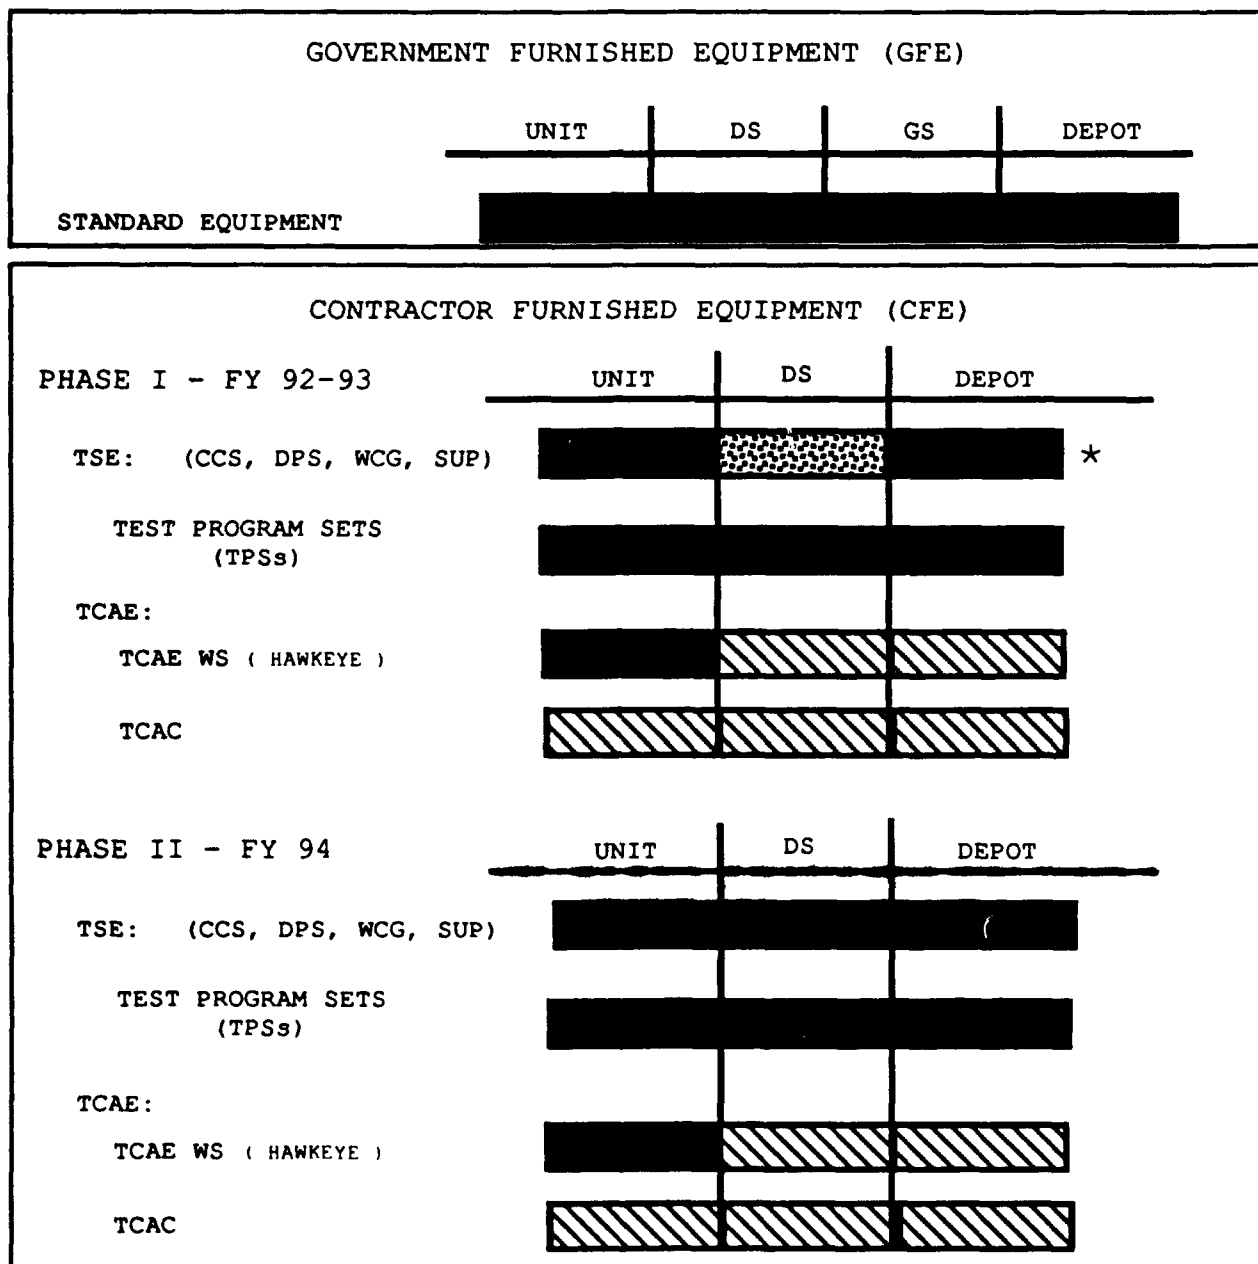 GOVERNMENT FURNISHED EQUIPMENT (GFE)
UNIT DS GS DEPOT
STANDARD EQUIPMENT
CONTRACTOR FURNISHED EQUIPMENT (CFE)
PHASE I - FY 92-93 UNIT DS DEPOT
TSE: (CCS, DPS, WCG, SUP) *
TEST PROGRAM SETS
(TPSs)
TCAE:
TCAE WS ( HAWKEYE )
TCAC
PHASE II - FY 94 UNIT DS DEPOT
TSE: (CCS, DPS, WCG, SUP)
TEST PROGRAM SETS
(TPSs)
TCAE:
TCAE WS ( HAWKEYE )
TCAC